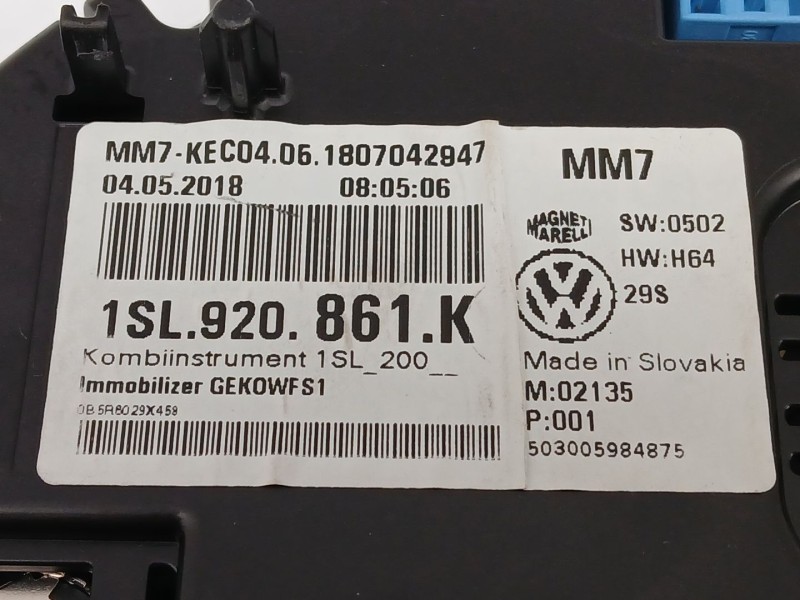 MM7-KEC04.06.1807042947
04.05.2018 08:05:06
1SL.920. 861.K
Kombiinstrument 1SL_200__
Immobilizer GEKOWFS1
0B5R8029X459
MM7
MAGNETI MARELLI
SW:0502
HW:H64
29S
Made in Slovakia
M:02135
P:001
503005984875